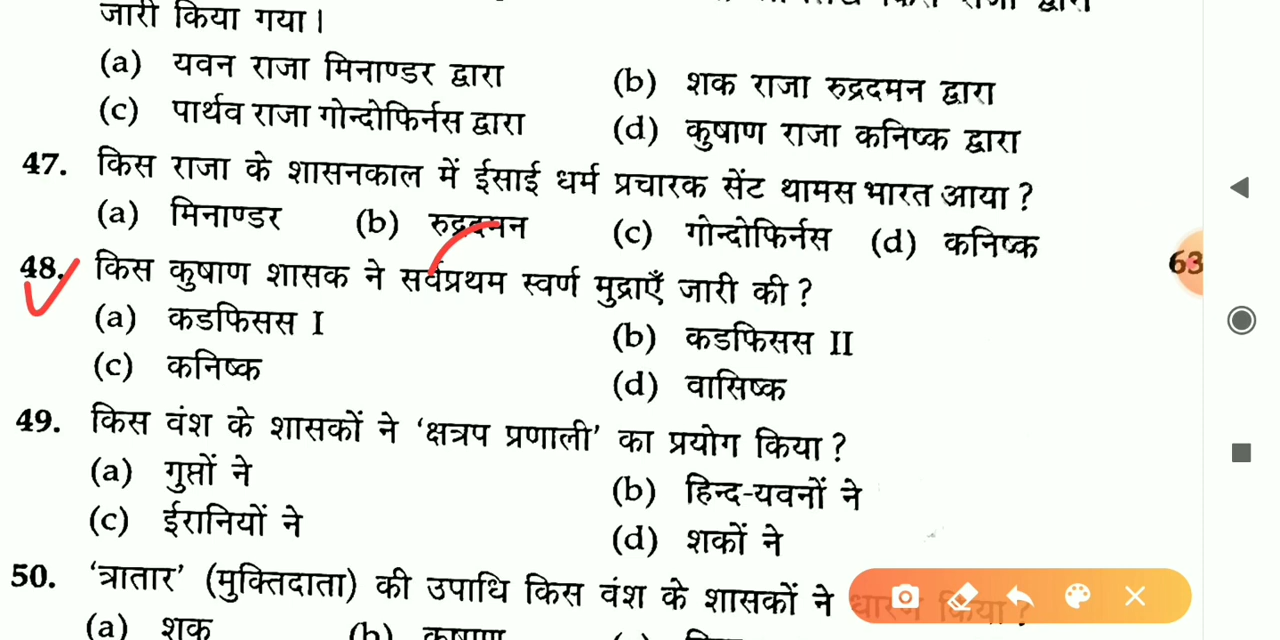 राजा द्वारा
जारी किया गया।
(a) यवन राजा मिनाण्डर द्वारा (b) शक राजा रुद्रदमन द्वारा
(c) पार्थव राजा गोन्दोफिर्नस द्वारा (d) कुषाण राजा कनिष्क द्वारा
47. किस राजा के शासनकाल में ईसाई धर्म प्रचारक सेंट थामस भारत आया ?
(a) मिनाण्डर (b) रुद्रदमन (c) गोन्दोफिर्नस (d) कनिष्क
63
48. किस कुषाण शासक ने सर्वप्रथम स्वर्ण मुद्राएँ जारी की ?
(a) कडफिसस I (b) कडफिसस II
(c) कनिष्क (d) वासिष्क
49. किस वंश के शासकों ने ‘क्षत्रप प्रणाली’ का प्रयोग किया ?
(a) गुप्तों ने (b) हिन्द-यवनों ने
(c) ईरानियों ने (d) शकों ने
50. ‘त्रातार’ (मुक्तिदाता) की उपाधि किस वंश के शासकों ने धारण किया ?
(a) शक (b) कुषाण